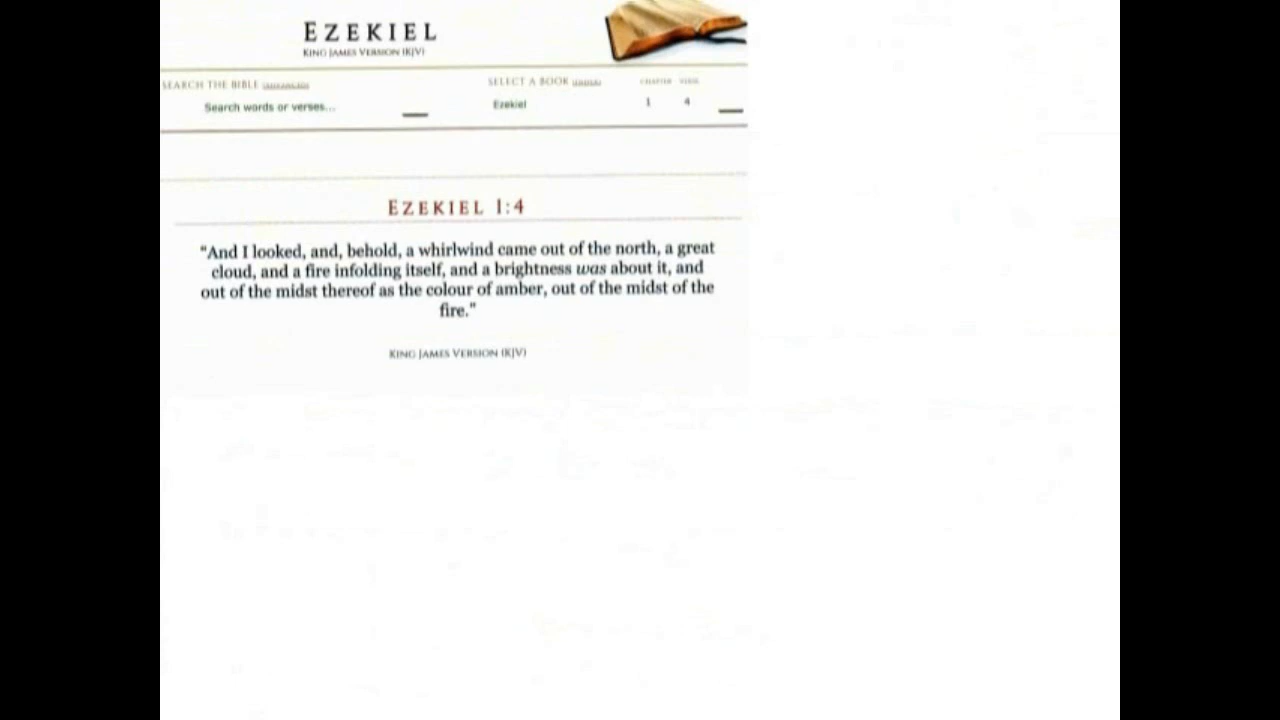 EZEKIEL
KING JAMES VERSION (KJV)
SEARCH THE BIBLE
SELECT A BOOK
CHAPTER VERSE
Search words or verses...
Ezekiel 1 4
EZEKIEL 1:4
"And I looked, and, behold, a whirlwind came out of the north, a great
cloud, and a fire infolding itself, and a brightness was about it, and
out of the midst thereof as the colour of amber, out of the midst of the
fire."
KING JAMES VERSION (KJV)